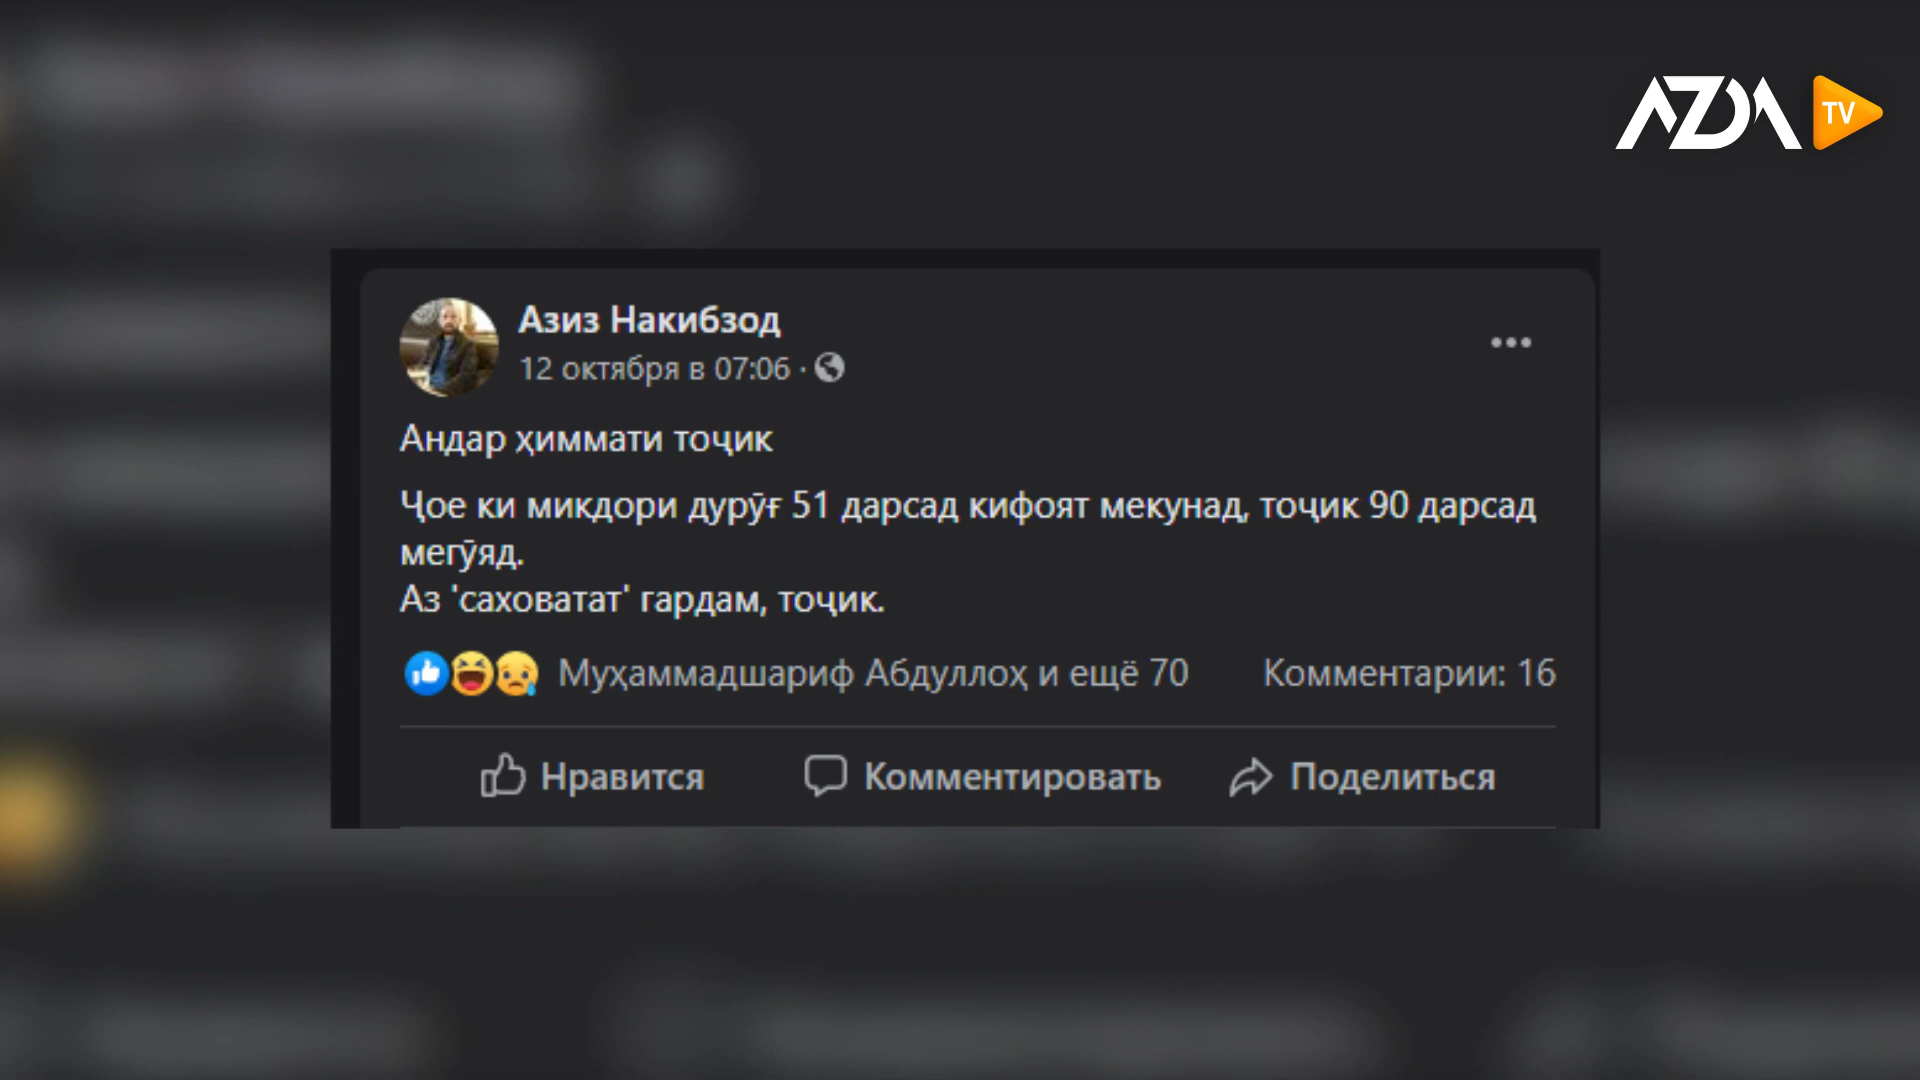 AZDA TV
Азиз Накибзод
12 октября в 07:06 ·
Андар ҳиммати тоҷик
Ҷое ки микдори дурӯғ 51 дарсад кифоят мекунад, тоҷик 90 дарсад
мегӯяд.
Аз 'саховатат' гардам, тоҷик.
Муҳаммадшариф Абдуллоҳ и ещё 70 Комментарии: 16
Нравится Комментировать Поделиться